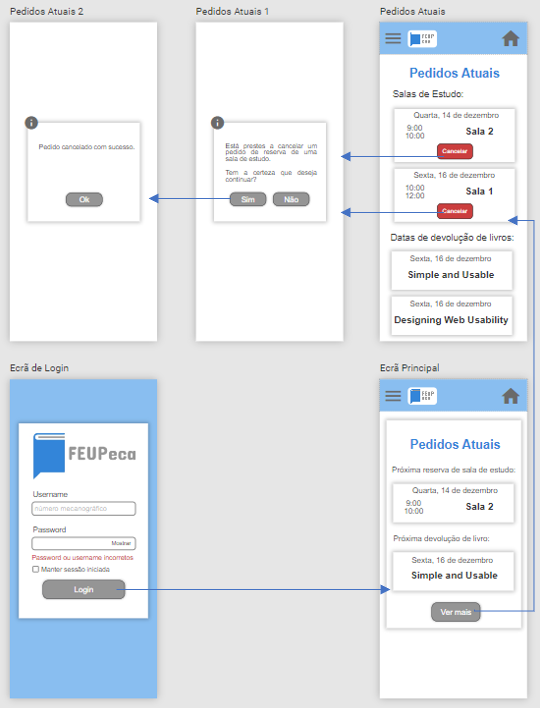 Pedidos Atuais 2
Pedido cancelado com sucesso.
Ok
Pedidos Atuais 1
Está prestes a cancelar um
pedido de reserva de uma
sala de estudo.
Tem a certeza que deseja
continuar?
Sim
Não
Pedidos Atuais
FEUP
eca
Pedidos Atuais
Salas de Estudo:
Quarta, 14 de dezembro
9:00
10:00
Sala 2
Cancelar
Sexta, 16 de dezembro
10:00
12:00
Sala 1
Cancelar
Datas de devolução de livros:
Sexta, 16 de dezembro
Simple and Usable
Sexta, 16 de dezembro
Designing Web Usability
Ecrã de Login
FEUPeca
Username
número mecanográfico
Password
Mostrar
Password ou username incorretos
Manter sessão iniciada
Login
Ecrã Principal
FEUP
eca
Pedidos Atuais
Próxima reserva de sala de estudo:
Quarta, 14 de dezembro
9:00
10:00
Sala 2
Próxima devolução de livro:
Sexta, 16 de dezembro
Simple and Usable
Ver mais